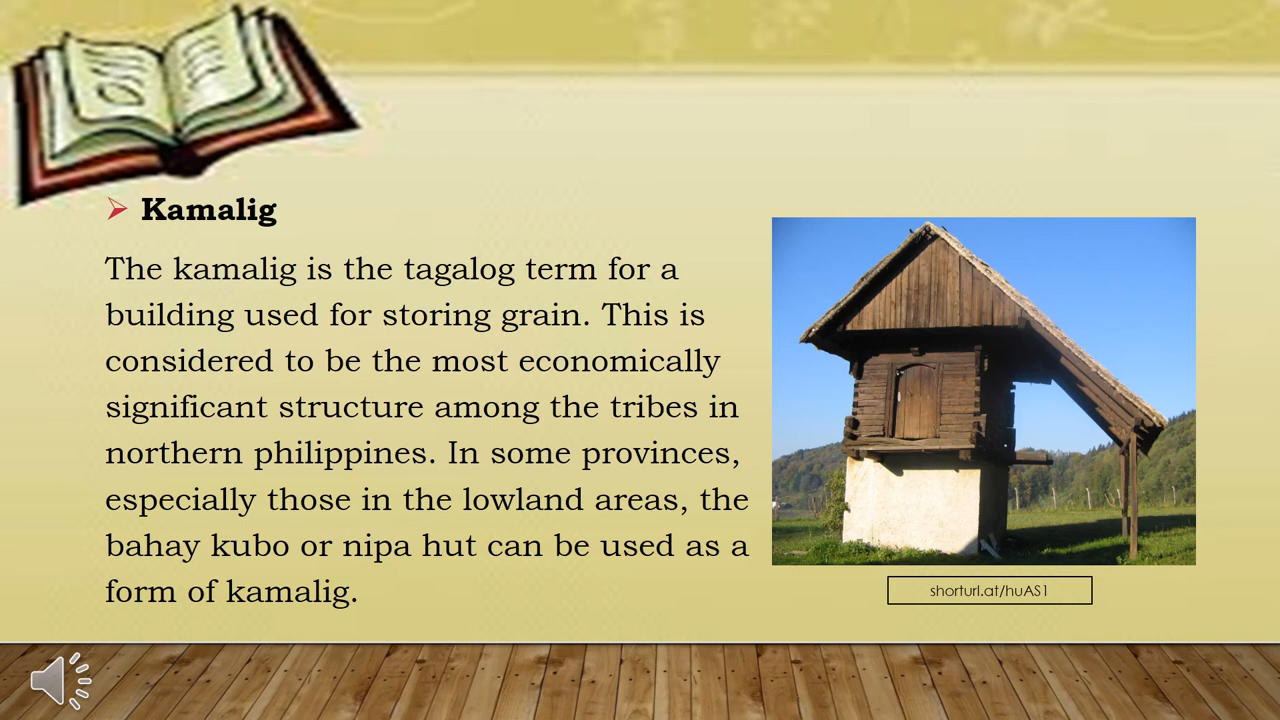 Kamalig
The kamalig is the tagalog term for a
building used for storing grain. This is
considered to be the most economically
significant structure among the tribes in
northern philippines. In some provinces,
especially those in the lowland areas, the
bahay kubo or nipa hut can be used as a
form of kamalig.
shorturl.at/huAS1